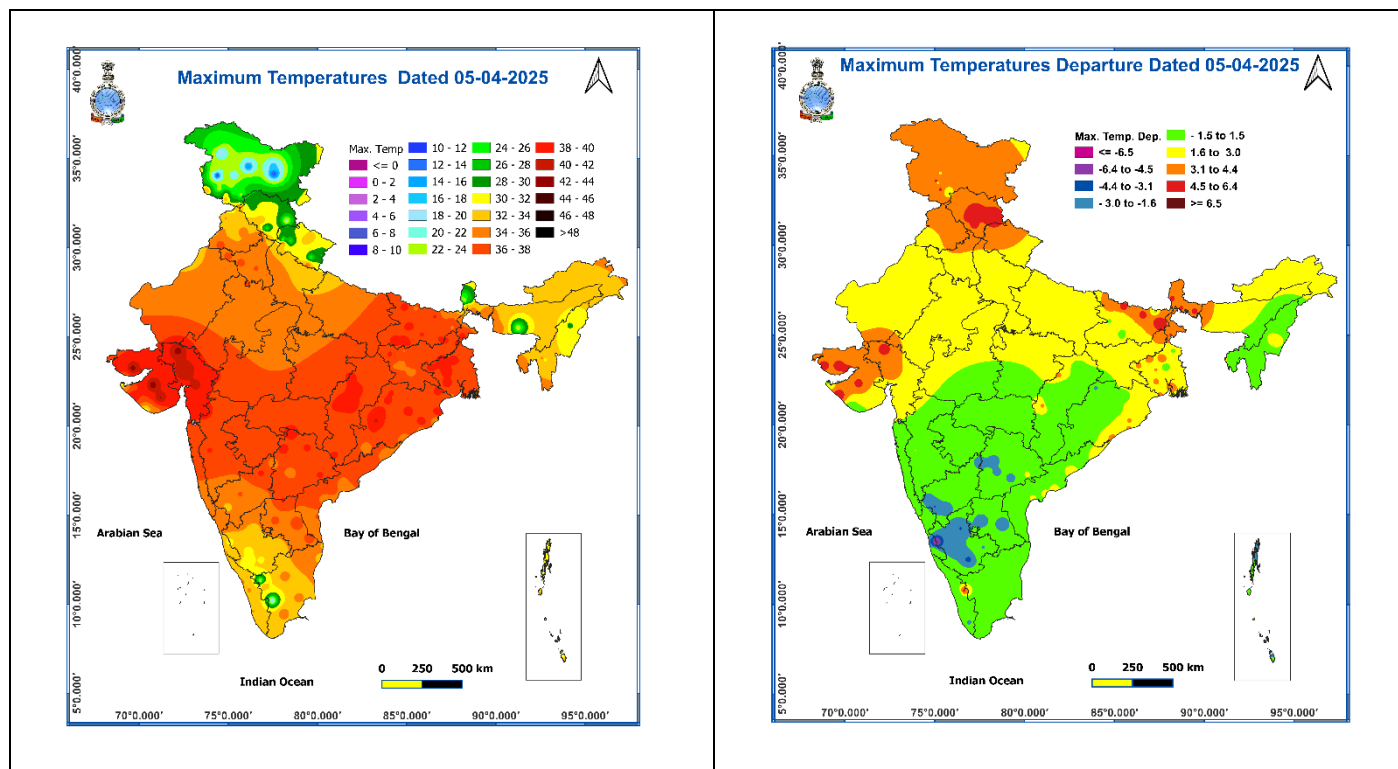 Maximum Temperatures Dated 05-04-2025
40°0.000'
35°0.000'
30°0.000'
25°0.000'
20°0.000'
15°0.000'
10°0.000'
5°0.000'
Max. Temp
<= 0
0 - 2
2 - 4
4 - 6
6 - 8
8 - 10
10 - 12
12 - 14
14 - 16
16 - 18
18 - 20
20 - 22
22 - 24
24 - 26
26 - 28
28 - 30
30 - 32
32 - 34
34 - 36
36 - 38
38 - 40
40 - 42
42 - 44
44 - 46
46 - 48
>48
Arabian Sea
Bay of Bengal
Indian Ocean
0 250 500 km
70°0.000' 75°0.000' 80°0.000' 85°0.000' 90°0.000' 95°0.000'
Maximum Temperatures Departure Dated 05-04-2025
40°0.000'
35°0.000'
30°0.000'
25°0.000'
20°0.000'
15°0.000'
10°0.000'
5°0.000'
Max. Temp. Dep.
<= -6.5
-6.4 to -4.5
-4.4 to -3.1
- 3.0 to -1.6
- 1.5 to 1.5
1.6 to 3.0
3.1 to 4.4
4.5 to 6.4
>= 6.5
Arabian Sea
Bay of Bengal
Indian Ocean
0 250 500 km
70°0.000' 75°0.000' 80°0.000' 85°0.000' 90°0.000' 95°0.000'